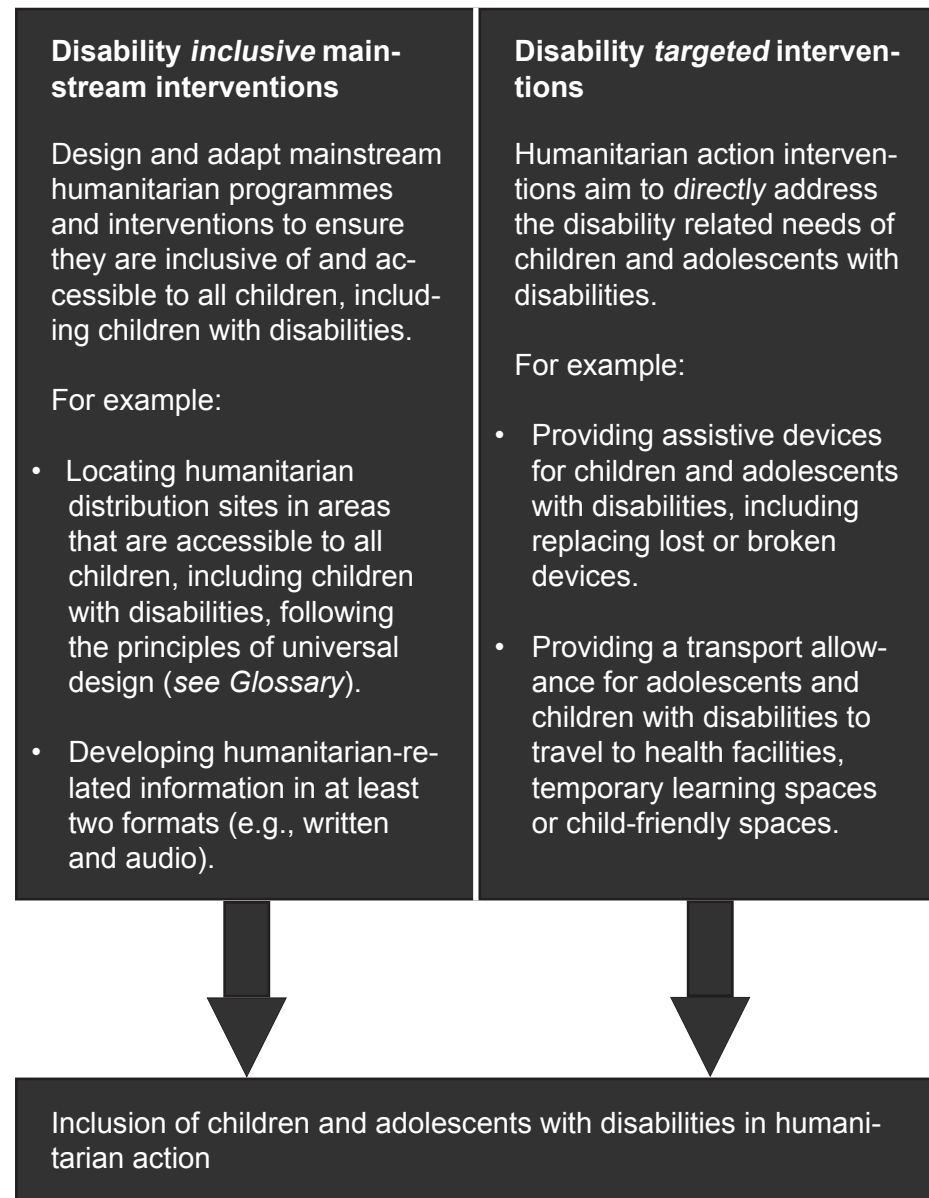 Disability inclusive main-
stream interventions
Design and adapt mainstream
humanitarian programmes
and interventions to ensure
they are inclusive of and ac-
cessible to all children, includ-
ing children with disabilities.
For example:
• Locating humanitarian
distribution sites in areas
that are accessible to all
children, including children
with disabilities, following
the principles of universal
design (see Glossary).
• Developing humanitarian-re-
lated information in at least
two formats (e.g., written
and audio).
Disability targeted interven-
tions
Humanitarian action interven-
tions aim to directly address
the disability related needs of
children and adolescents with
disabilities.
For example:
• Providing assistive devices
for children and adolescents
with disabilities, including
replacing lost or broken
devices.
• Providing a transport allow-
ance for adolescents and
children with disabilities to
travel to health facilities,
temporary learning spaces
or child-friendly spaces.
Inclusion of children and adolescents with disabilities in humani-
tarian action